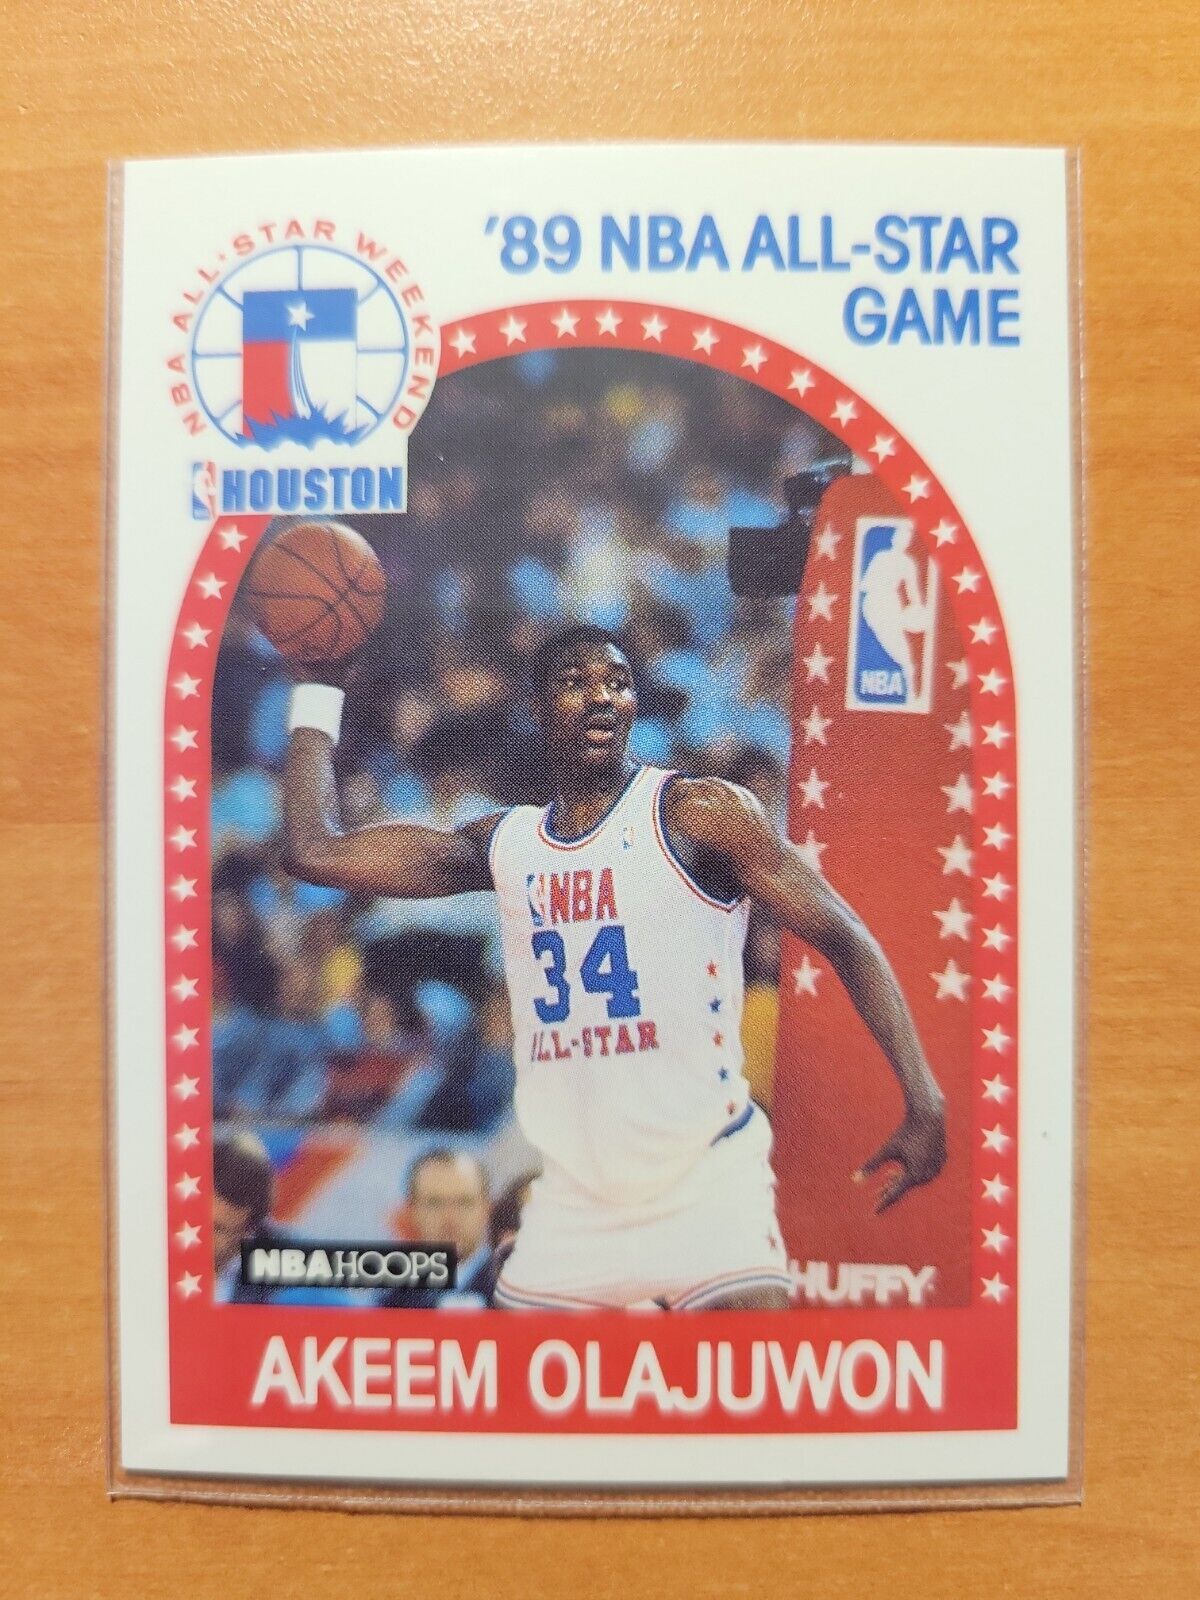 '89 NBA ALL-STAR
GAME
NBA ALL·STAR WEEKEND
HOUSTON
NBA
NBA
34
ALL-STAR
NBA HOOPS
HUFFY
AKEEM OLAJUWON